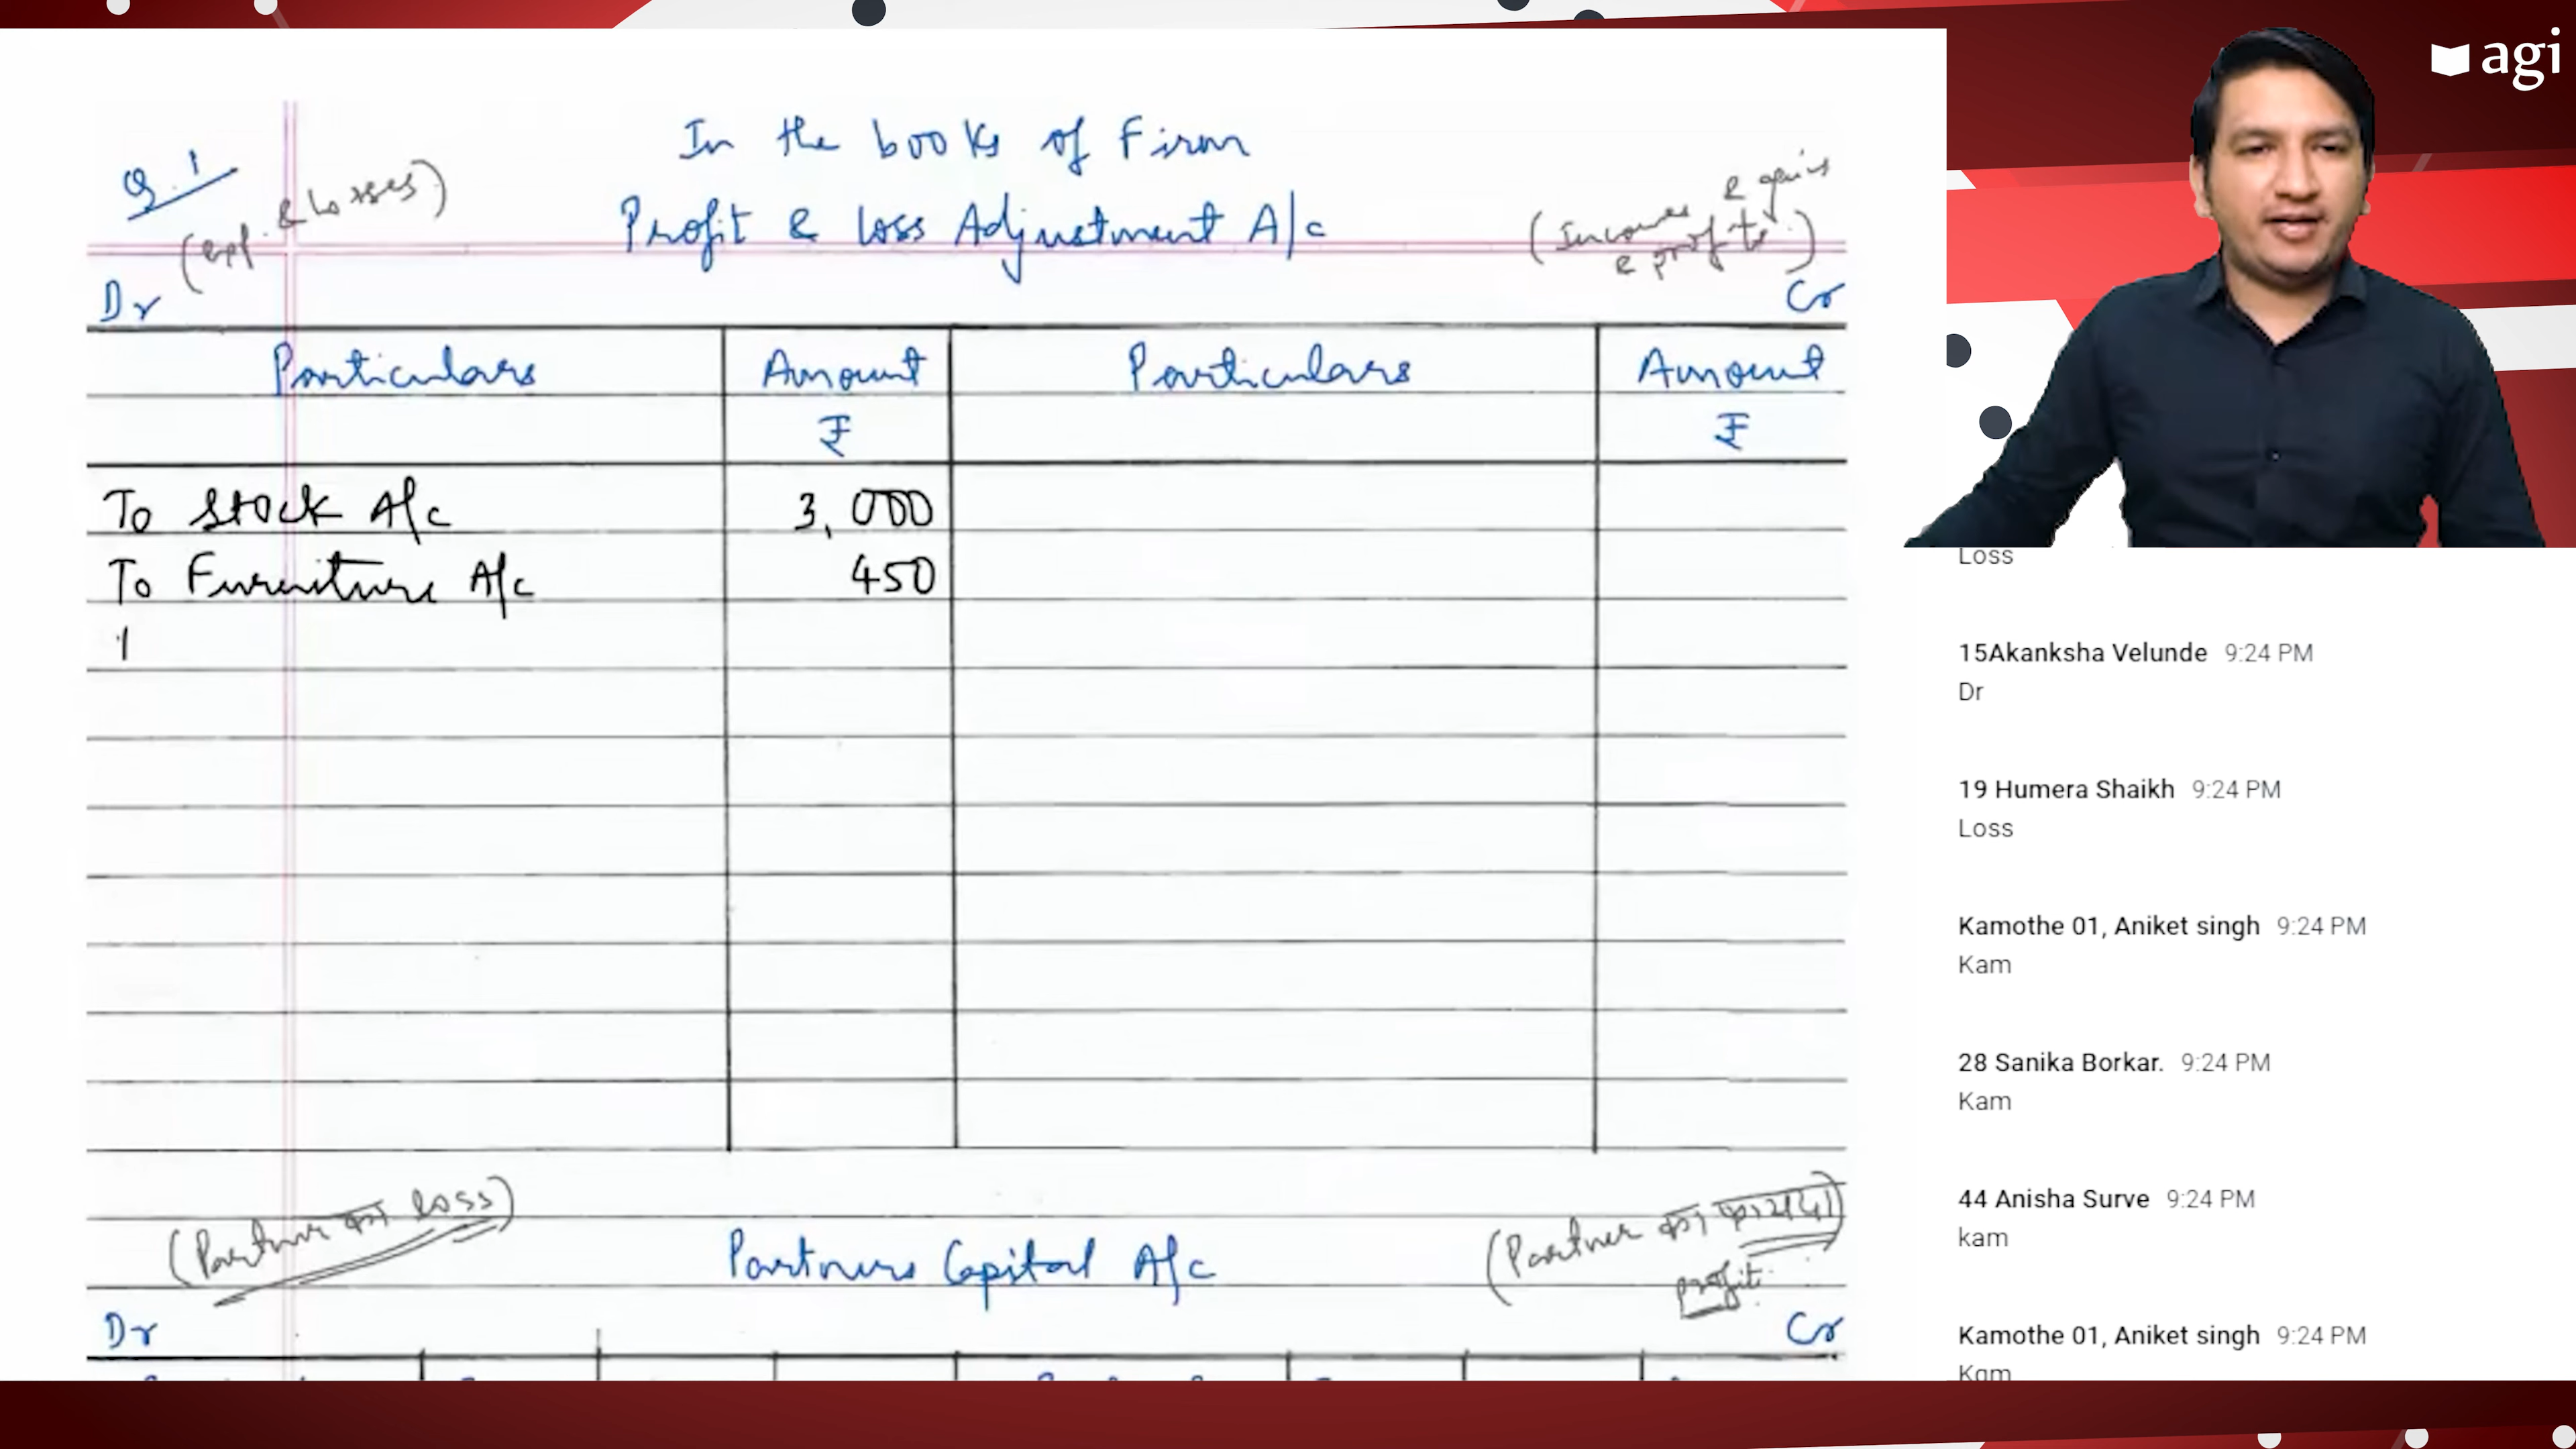 agi
In the books of Firm
Q.1
(exp. & losses)
Profit & loss Adjustment A/c
(Incomes & gains & profits)
Dr
Cr
Particulars Amount Particulars Amount
₹ ₹
To Stock A/c 3,000
To Furniture A/c 450
(Partner का loss)
(Partner का फायदा)
profit
Partners Capital A/c
Dr
Cr
Loss
15Akanksha Velunde 9:24 PM
Dr
19 Humera Shaikh 9:24 PM
Loss
Kamothe 01, Aniket singh 9:24 PM
Kam
28 Sanika Borkar. 9:24 PM
Kam
44 Anisha Surve 9:24 PM
kam
Kamothe 01, Aniket singh 9:24 PM
Kam